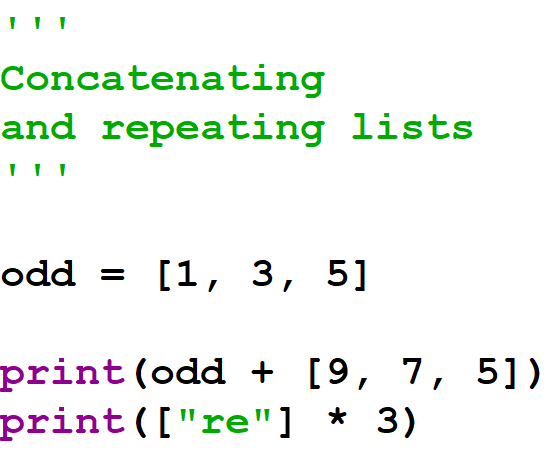 '''
Concatenating
and repeating lists
'''
odd = [1, 3, 5]
print(odd + [9, 7, 5])
print(["re"] * 3)